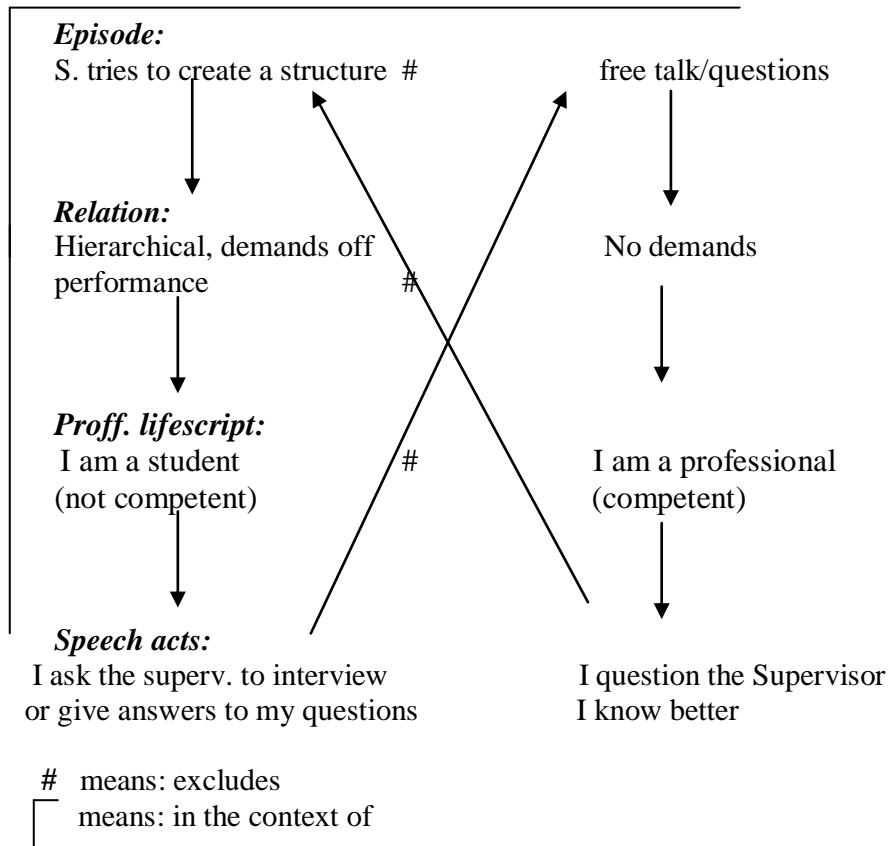 Episode:
S. tries to create a structure # free talk/questions
Relation:
Hierarchical, demands off No demands
performance #
Proff. lifescript:
I am a student # I am a professional
(not competent) (competent)
Speech acts:
I ask the superv. to interview I question the Supervisor
or give answers to my questions I know better
# means: excludes
means: in the context of